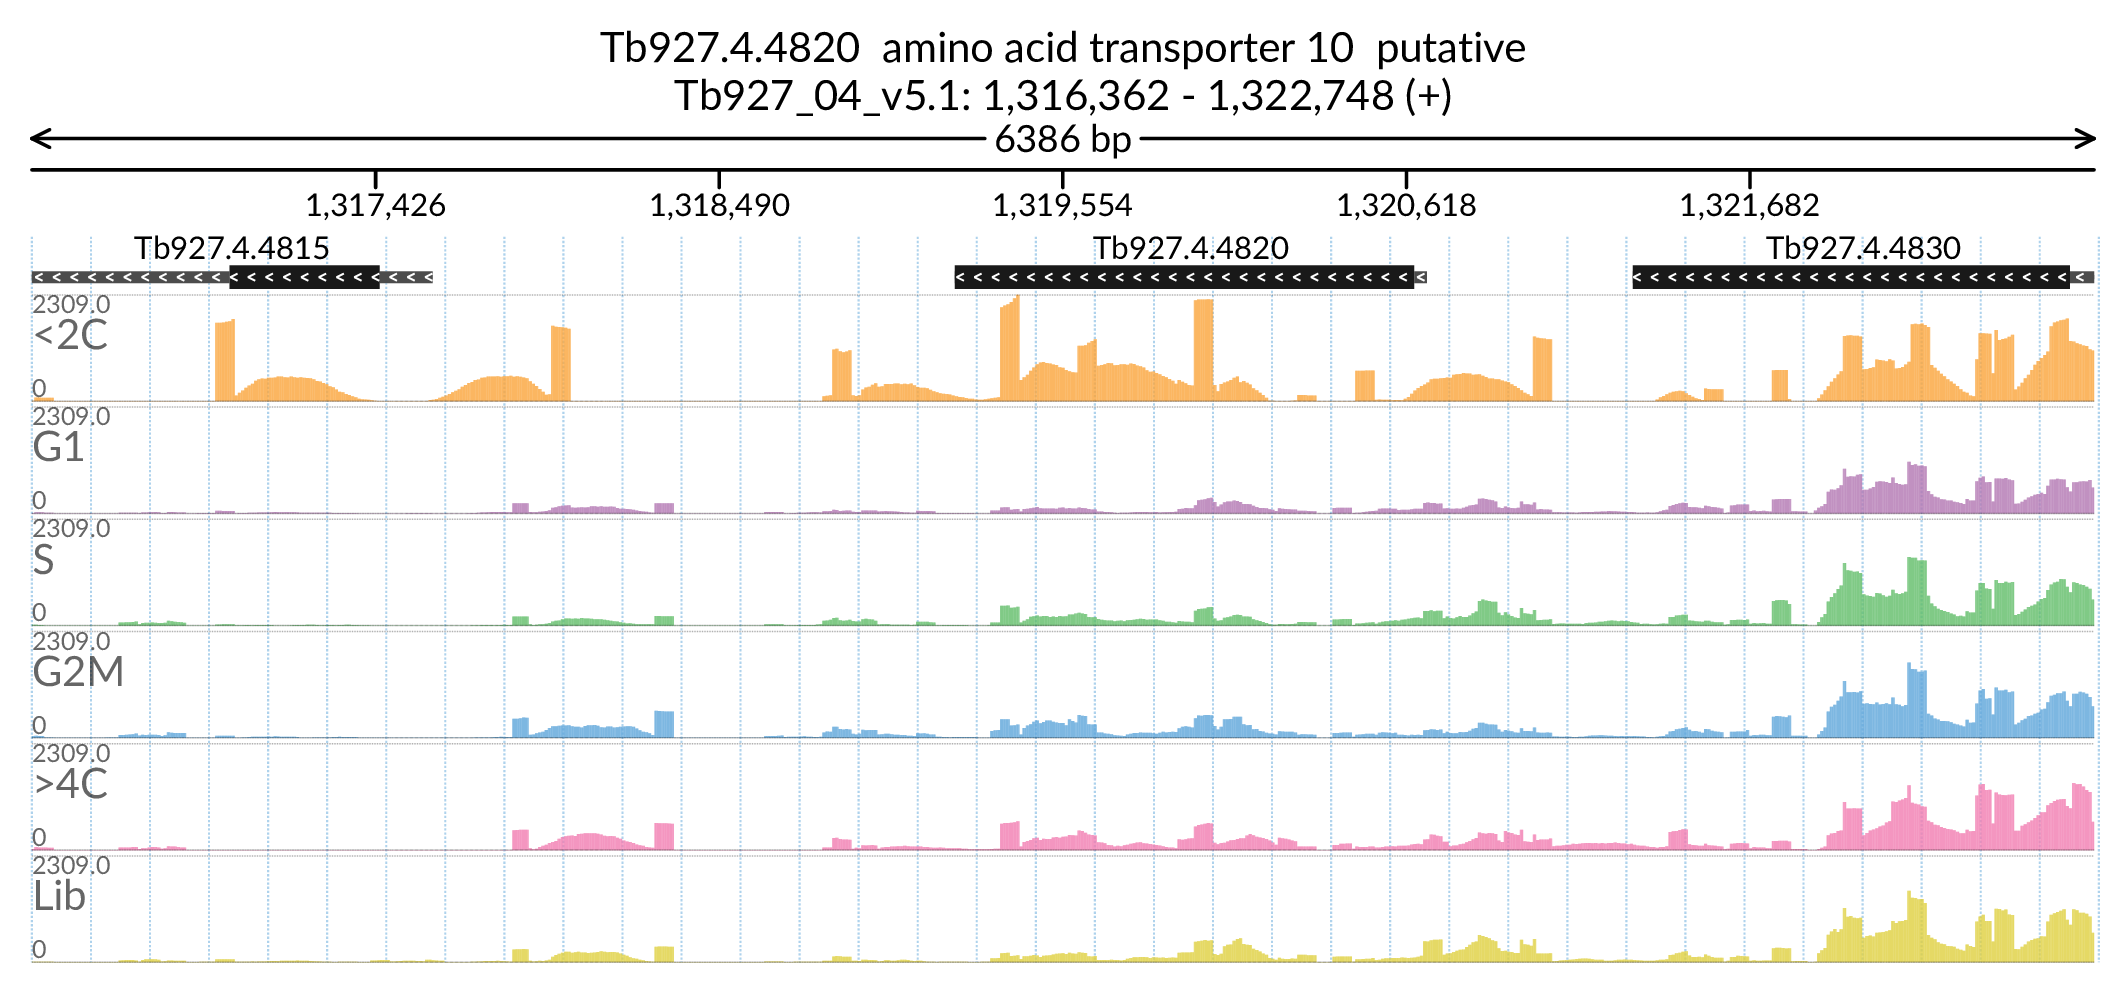 Tb927.4.4820 amino acid transporter 10 putative
Tb927_04_v5.1: 1,316,362 - 1,322,748 (+)
6386 bp
1,317,426 1,318,490 1,319,554 1,320,618 1,321,682
Tb927.4.4815 Tb927.4.4820 Tb927.4.4830
2309.0
<2C
0
2309.0
G1
0
2309.0
S
0
2309.0
G2M
0
2309.0
>4C
0
2309.0
Lib
0